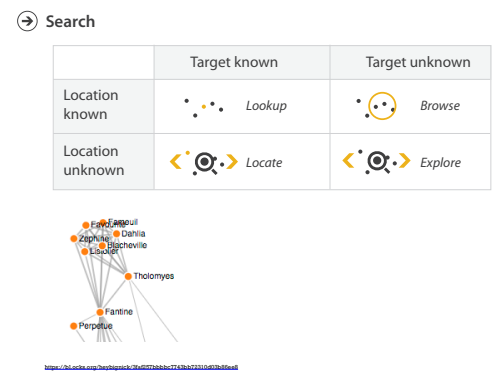 Search
Target known Target unknown
Location known Lookup Browse
Location unknown Locate Explore
Fameuil
Favourite
Dahlia
Zephine
Blacheville
Listolier
Tholomyes
Fantine
Perpetue